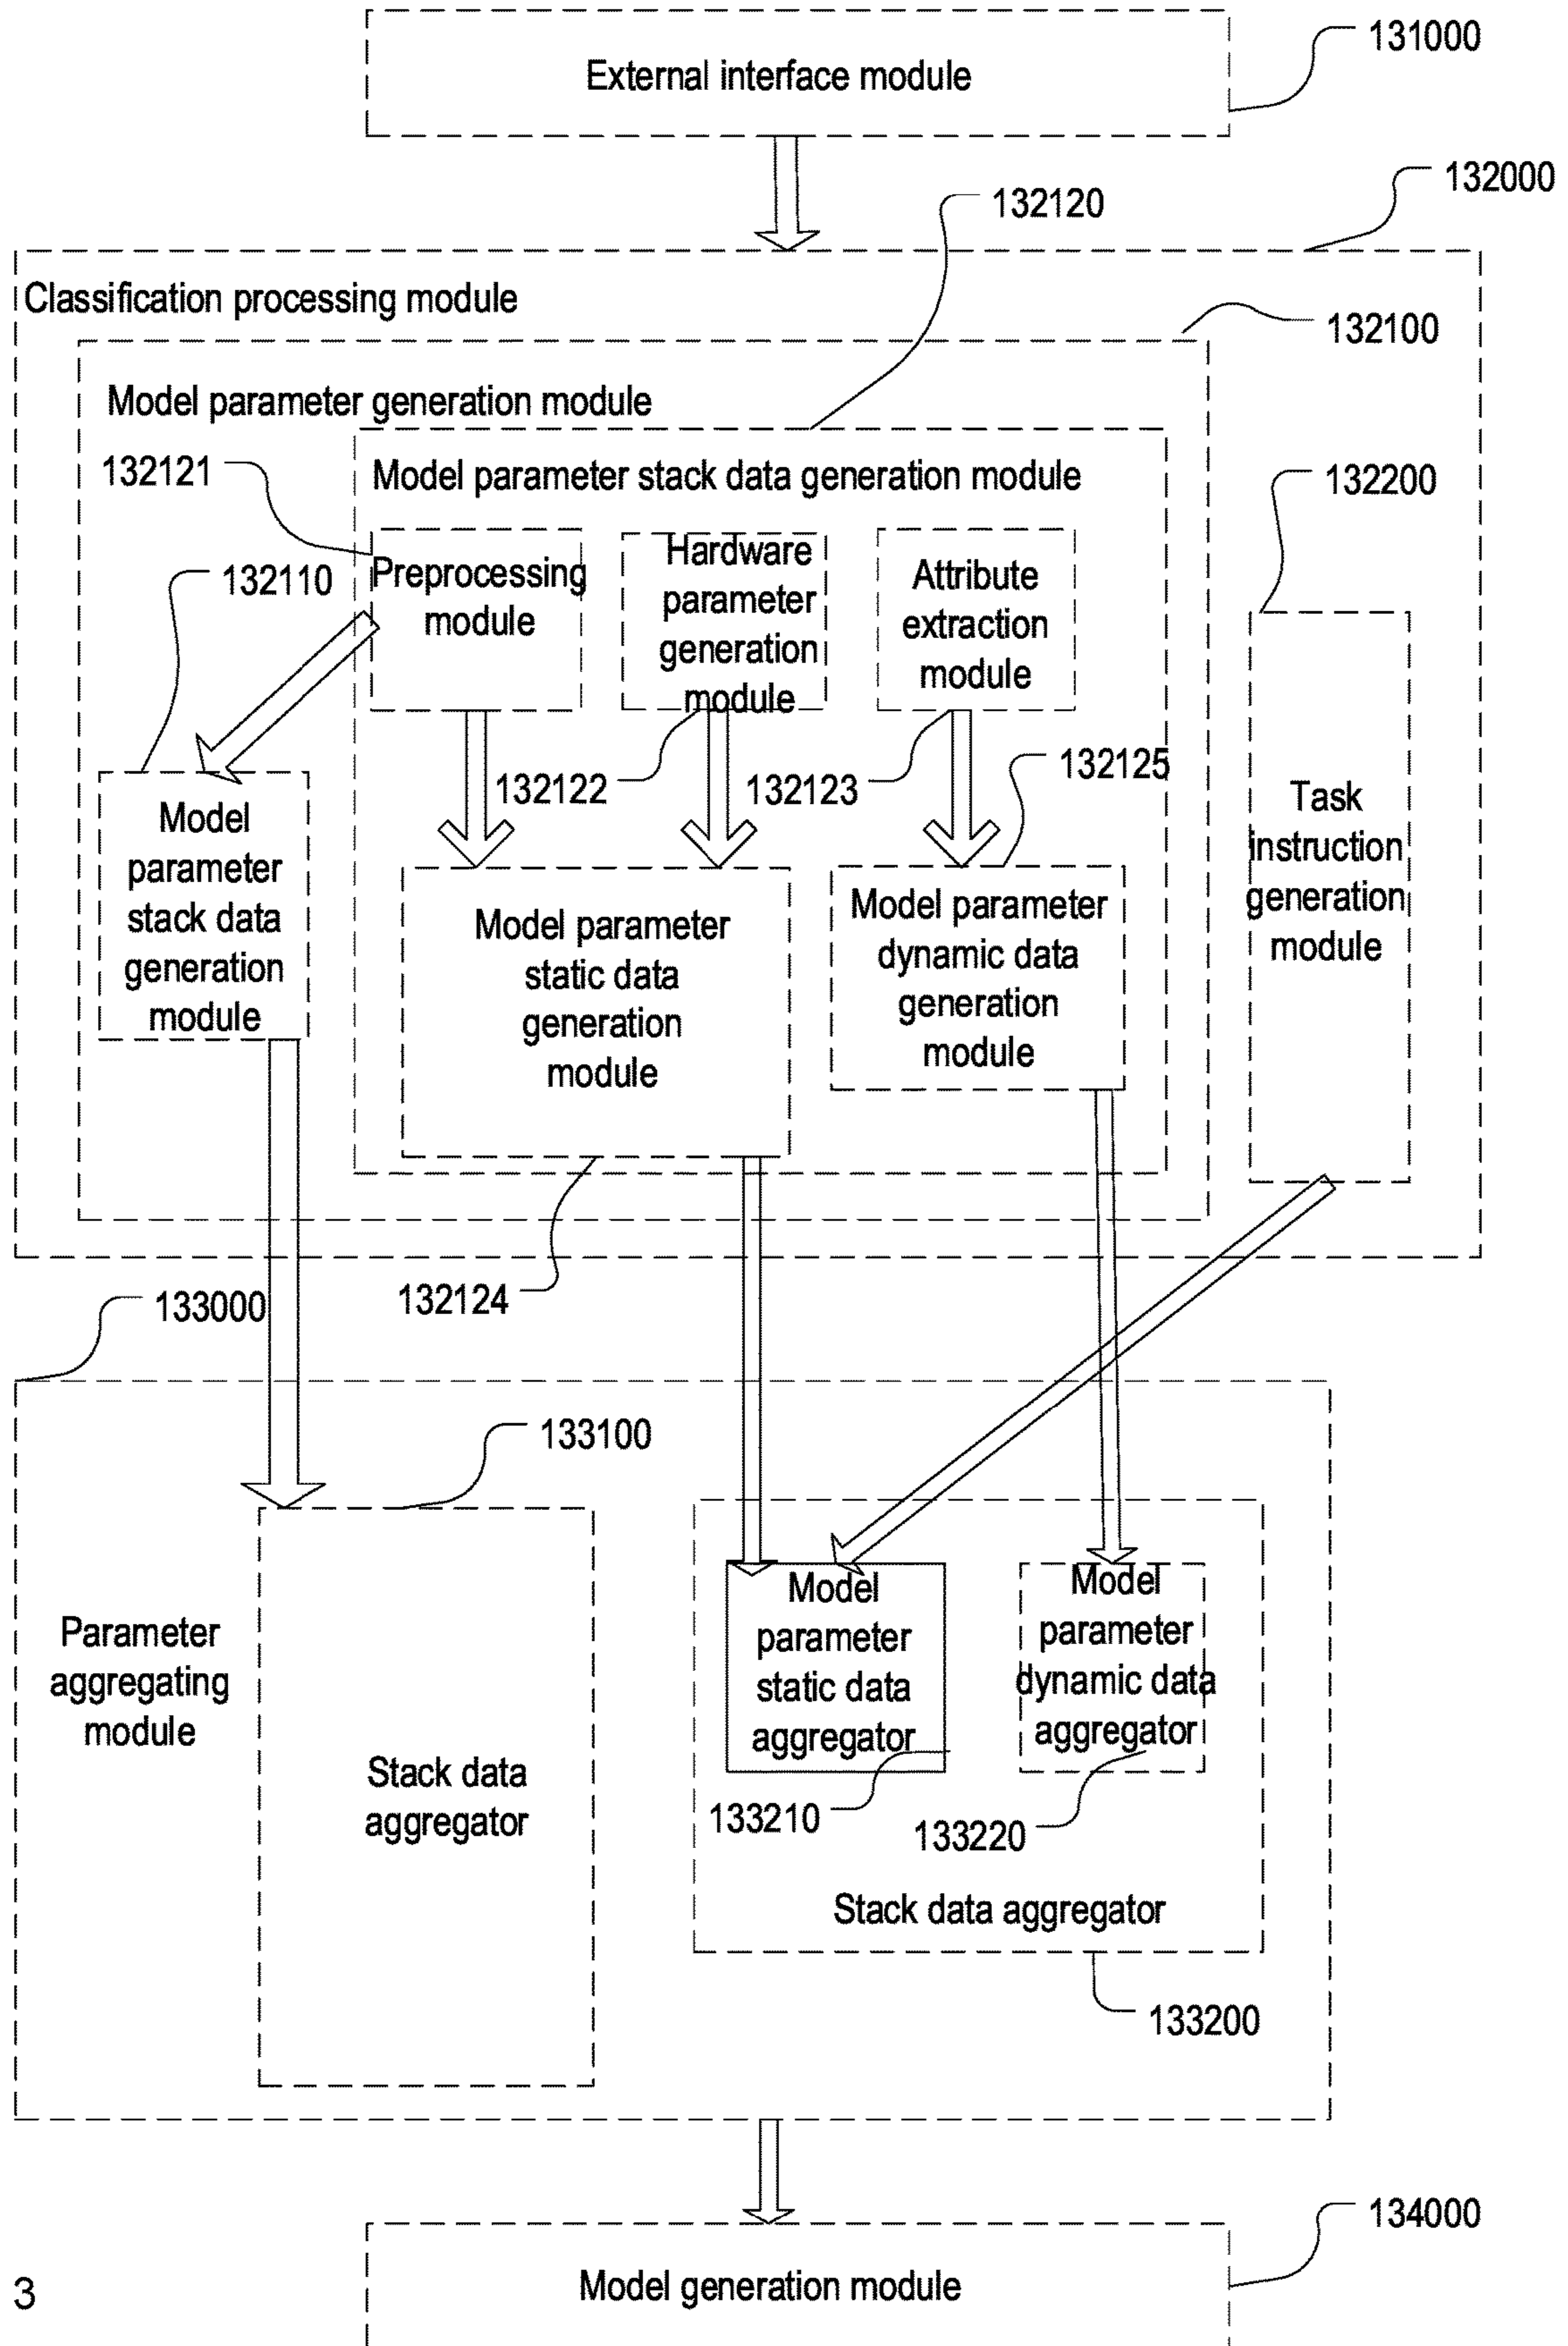 131000
External interface module
132000
132120
Classification processing module
132100
Model parameter generation module
132121
Model parameter stack data generation module
132200
132110
Preprocessing
module
Hardware
parameter
generation
module
Attribute
extraction
module
132122
132123
132125
Model
parameter
stack data
generation
module
Model parameter
static data
generation
module
Model parameter
dynamic data
generation
module
Task
instruction
generation
module
132124
133000
133100
Parameter
aggregating
module
Stack data
aggregator
Model
parameter
static data
aggregator
Model
parameter
dynamic data
aggregator
133210
133220
Stack data aggregator
133200
134000
Model generation module
3